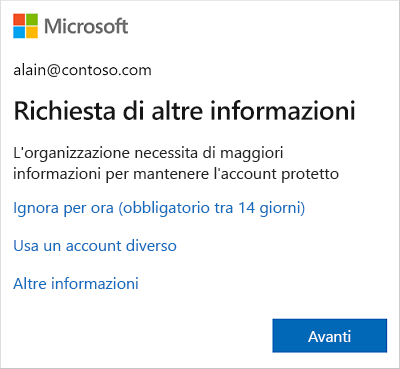 Microsoft
alain@contoso.com
Richiesta di altre informazioni
L'organizzazione necessita di maggiori
informazioni per mantenere l'account protetto
Ignora per ora (obbligatorio tra 14 giorni)
Usa un account diverso
Altre informazioni
Avanti